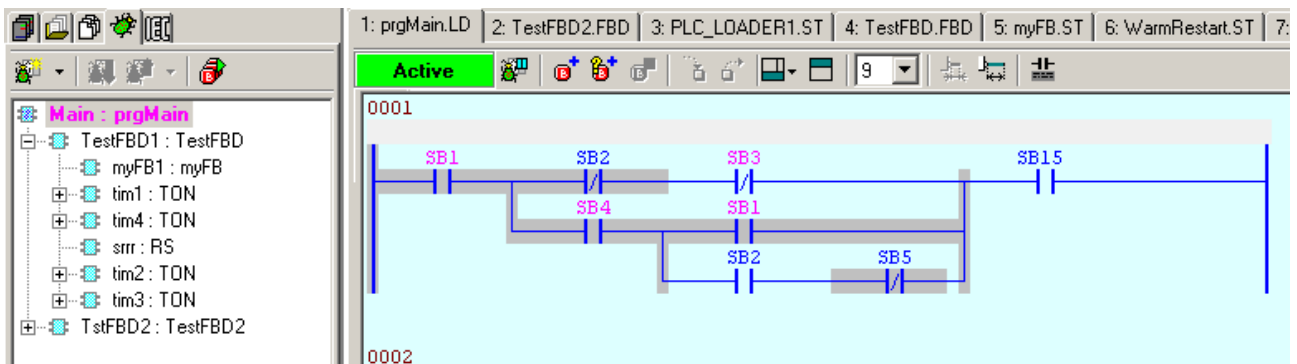 1: prgMain.LD 2: TestFBD2.FBD 3: PLC_LOADER1.ST 4: TestFBD.FBD 5: myFB.ST 6: WarmRestart.ST 7:
Active 9
Main : prgMain
TestFBD1 : TestFBD
myFB1 : myFB
tim1 : TON
tim4 : TON
srrr : RS
tim2 : TON
tim3 : TON
TstFBD2 : TestFBD2
0001
SB1 SB2 SB3 SB15
SB4 SB1
SB2 SB5
0002